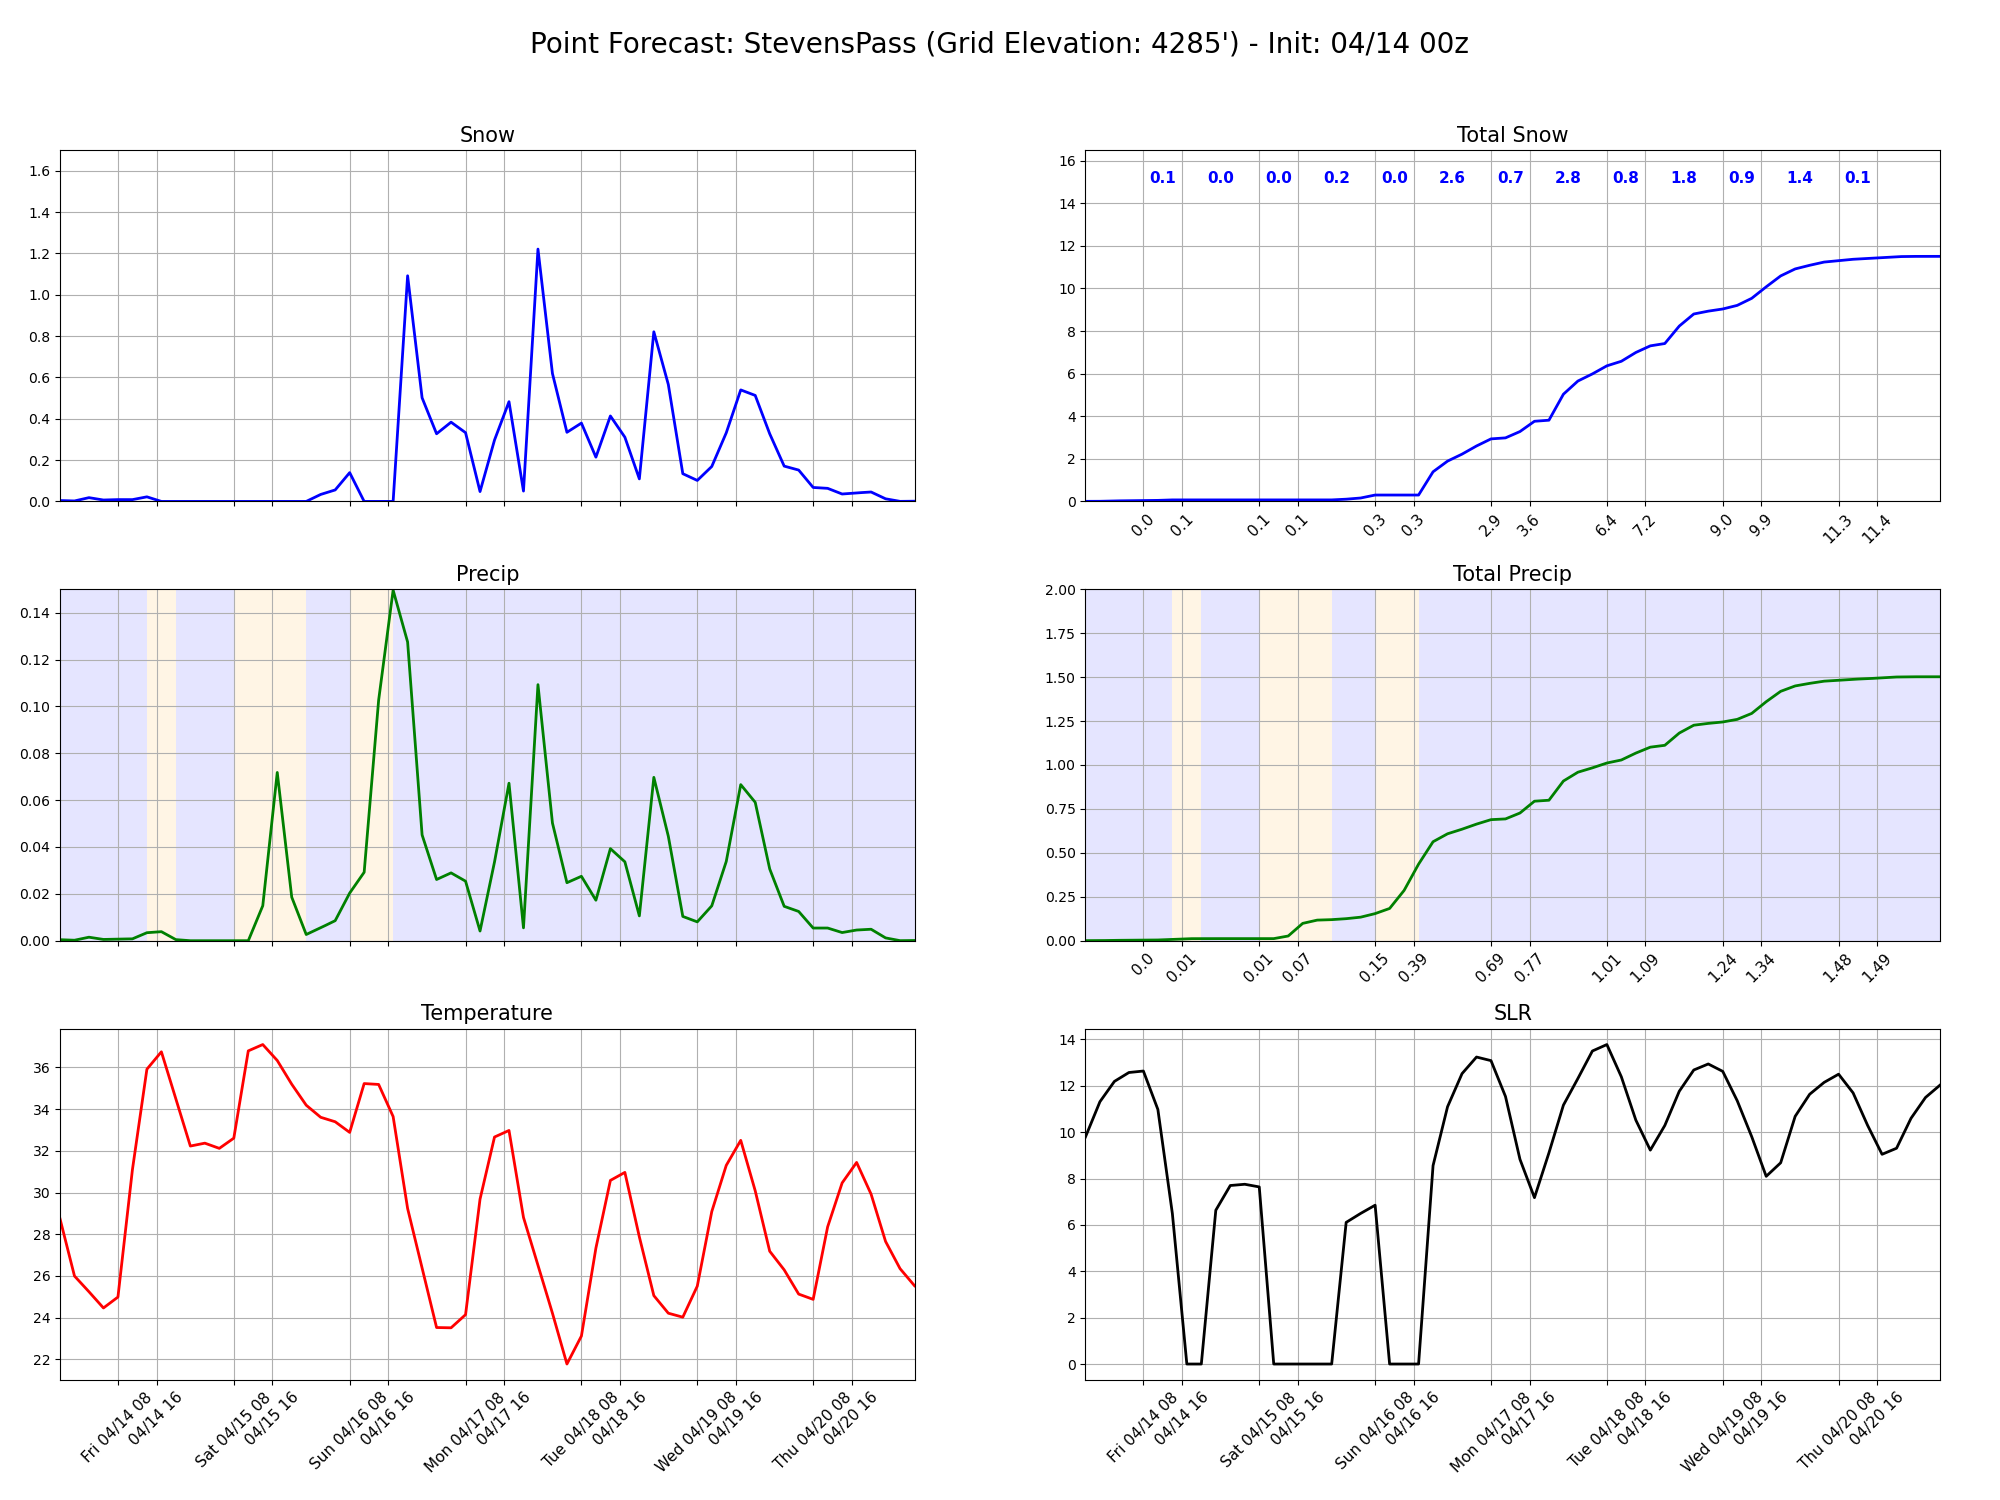 Point Forecast: StevensPass (Grid Elevation: 4285') - Init: 04/14 00z
Snow
1.6
1.4
1.2
1.0
0.8
0.6
0.4
0.2
0.0
Total Snow
16
14
12
10
8
6
4
2
0
0.1 0.0 0.0 0.2 0.0 2.6 0.7 2.8 0.8 1.8 0.9 1.4 0.1
0.0 0.1 0.1 0.1 0.3 0.3 2.9 3.6 6.4 7.2 9.0 9.9 11.3 11.4
Precip
0.14
0.12
0.10
0.08
0.06
0.04
0.02
0.00
Total Precip
2.00
1.75
1.50
1.25
1.00
0.75
0.50
0.25
0.00
0.0 0.01 0.01 0.07 0.15 0.39 0.69 0.77 1.01 1.09 1.24 1.34 1.48 1.49
Temperature
36
34
32
30
28
26
24
22
Fri 04/14 08
04/14 16
Sat 04/15 08
04/15 16
Sun 04/16 08
04/16 16
Mon 04/17 08
04/17 16
Tue 04/18 08
04/18 16
Wed 04/19 08
04/19 16
Thu 04/20 08
04/20 16
SLR
14
12
10
8
6
4
2
0
Fri 04/14 08
04/14 16
Sat 04/15 08
04/15 16
Sun 04/16 08
04/16 16
Mon 04/17 08
04/17 16
Tue 04/18 08
04/18 16
Wed 04/19 08
04/19 16
Thu 04/20 08
04/20 16